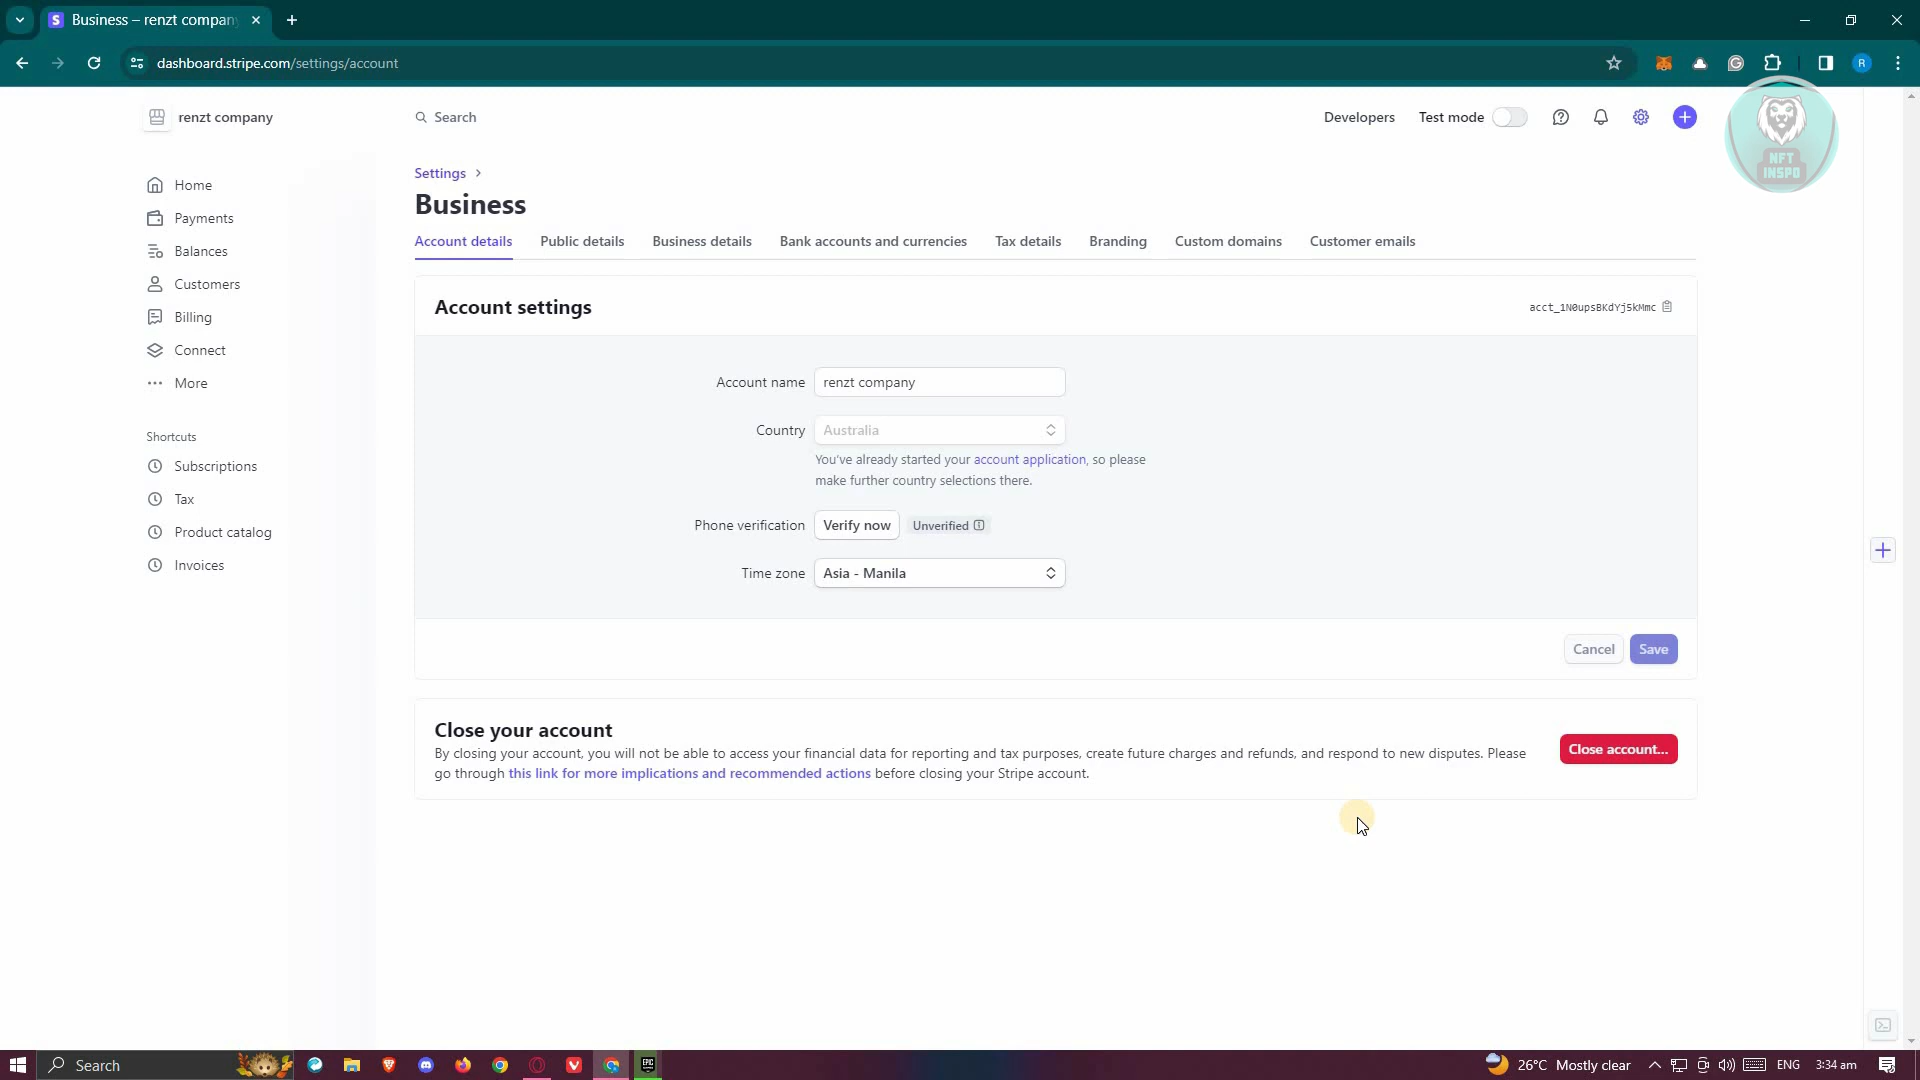 Business – renzt company
dashboard.stripe.com/settings/account
R
renzt company
Search
Developers
Test mode
NFT
INSPO
Home
Payments
Balances
Customers
Billing
Connect
More
Shortcuts
Subscriptions
Tax
Product catalog
Invoices
Settings
Business
Account details
Public details
Business details
Bank accounts and currencies
Tax details
Branding
Custom domains
Customer emails
Account settings
acct_1N0upsBKdYj5kMmc
Account name
renzt company
Country
Australia
You’ve already started your account application, so please
make further country selections there.
Phone verification
Verify now
Unverified
Time zone
Asia - Manila
Cancel
Save
Close your account
By closing your account, you will not be able to access your financial data for reporting and tax purposes, create future charges and refunds, and respond to new disputes. Please
go through this link for more implications and recommended actions before closing your Stripe account.
Close account...
Search
EPIC
26°C Mostly clear
ENG
3:34 am